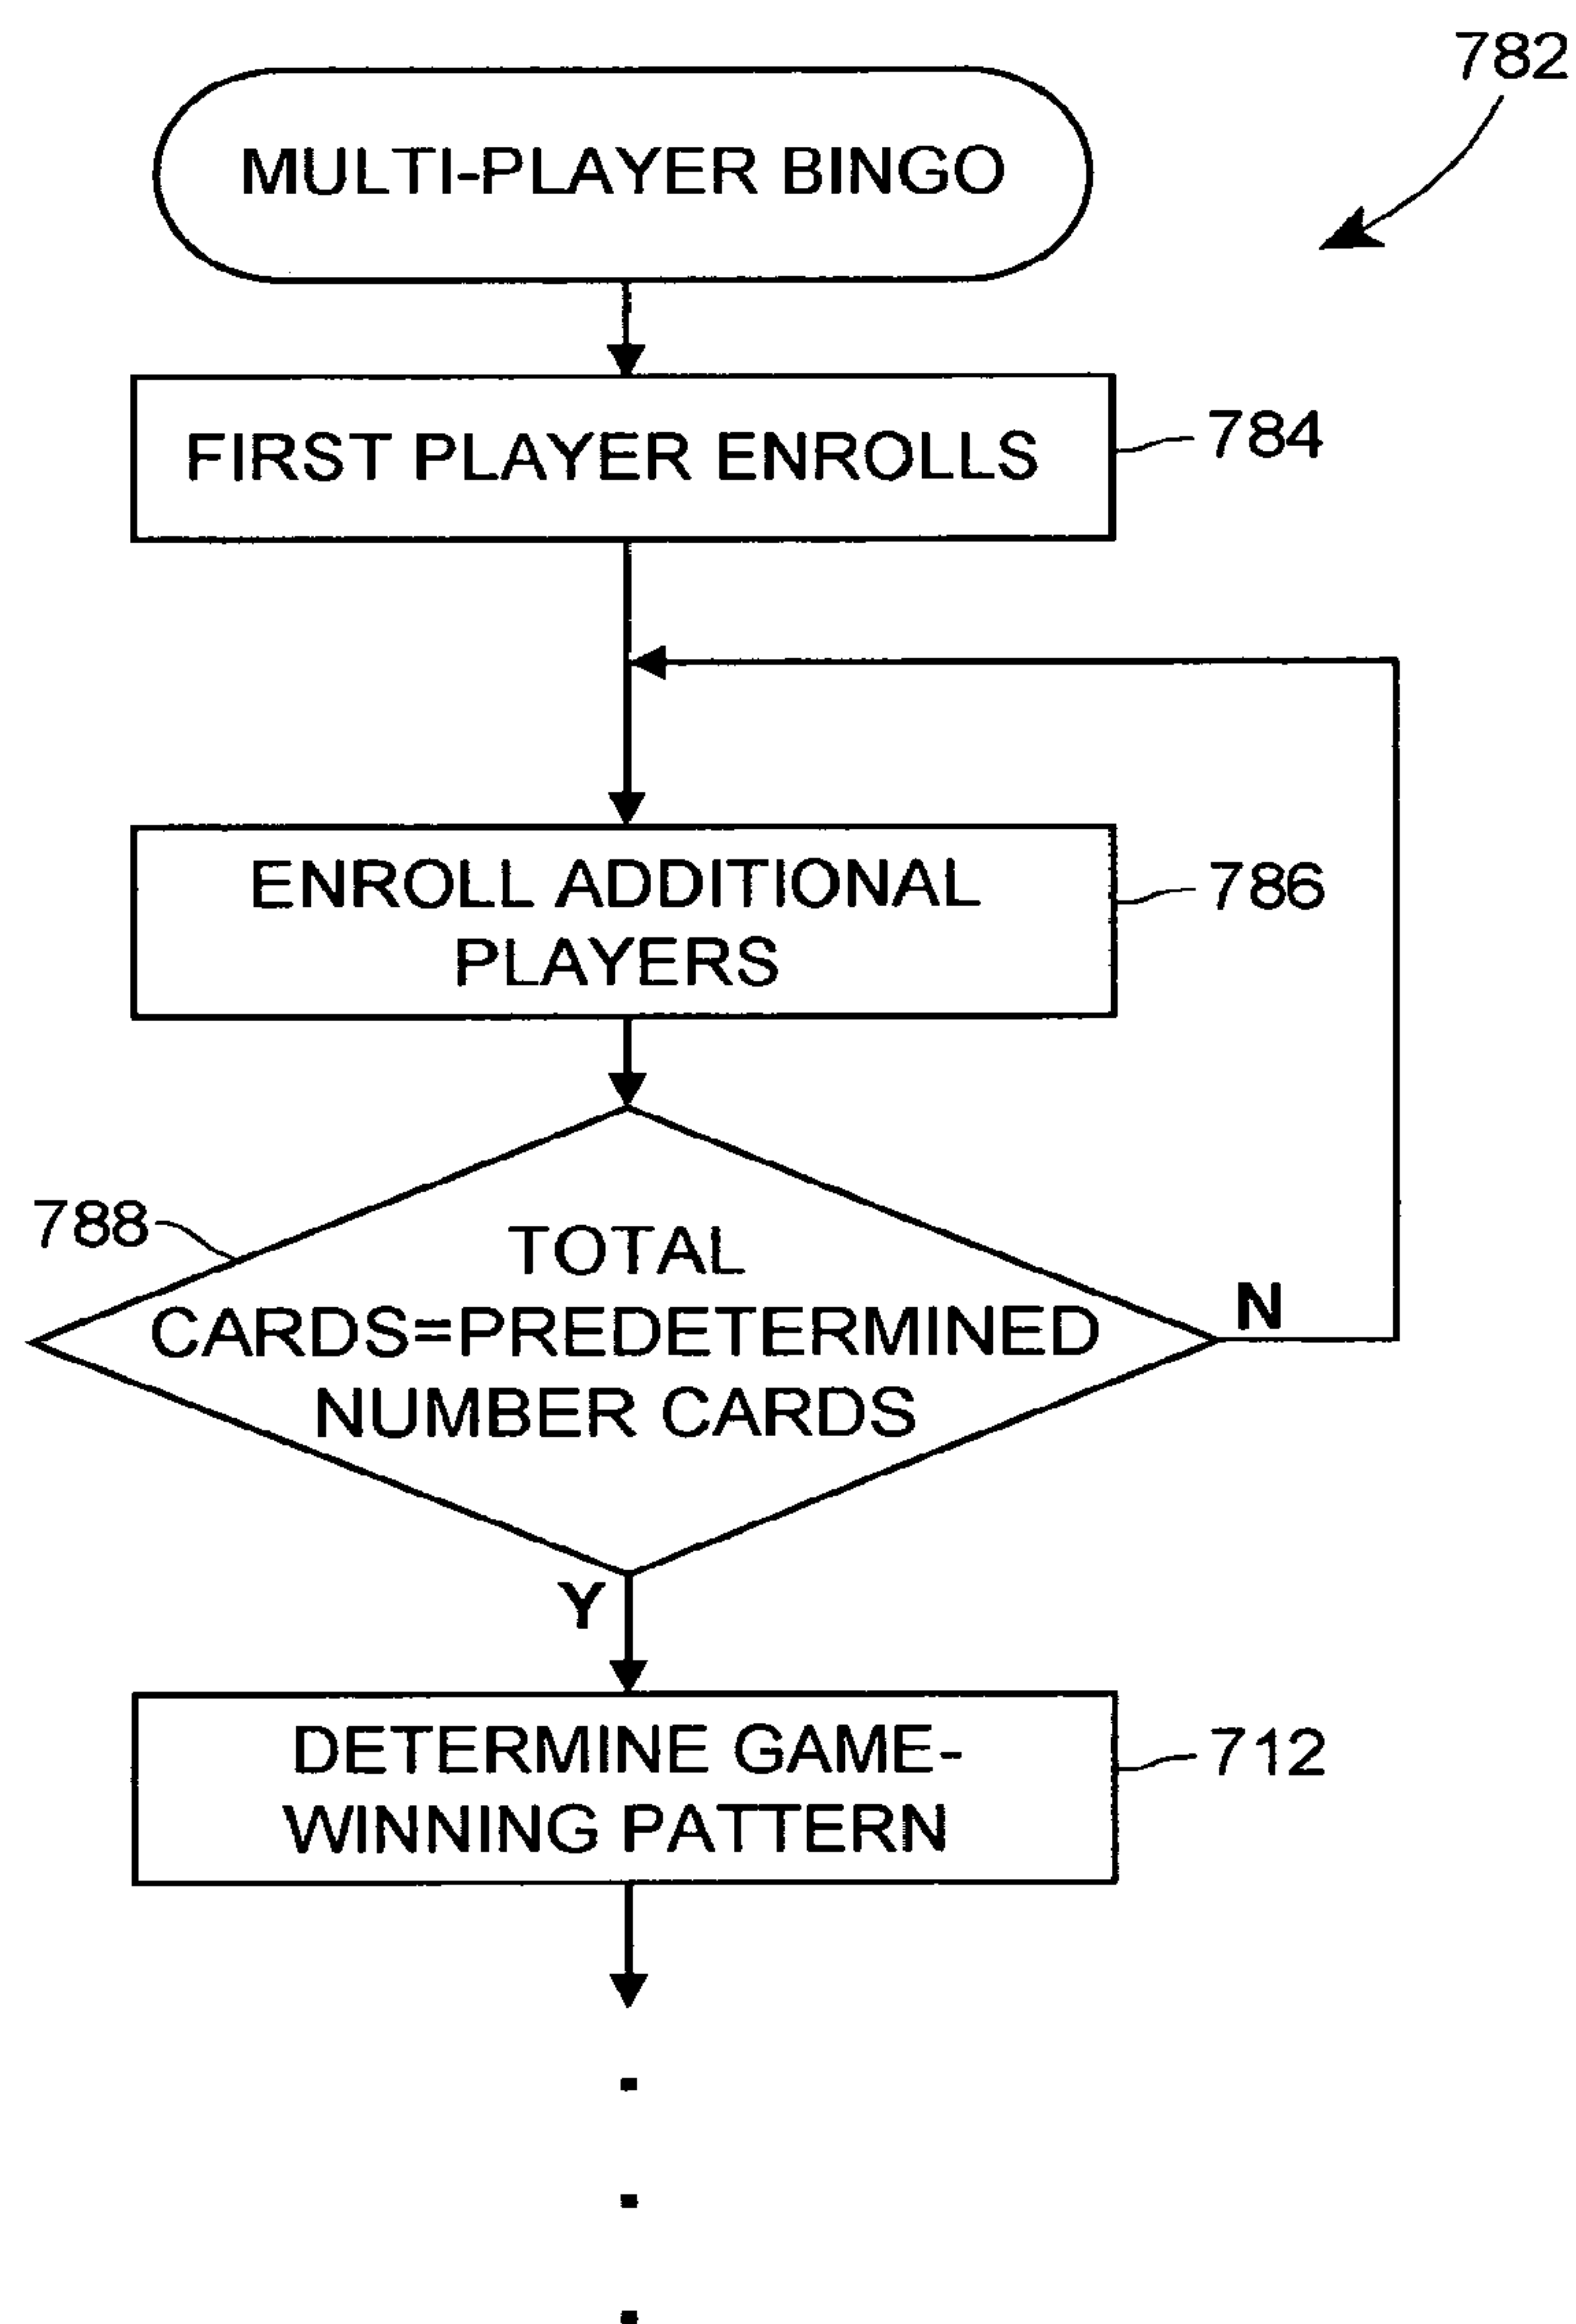 782
MULTI-PLAYER BINGO
FIRST PLAYER ENROLLS
784
ENROLL ADDITIONAL
PLAYERS
786
788
TOTAL
CARDS=PREDETERMINED
NUMBER CARDS
N
Y
DETERMINE GAME-
WINNING PATTERN
712